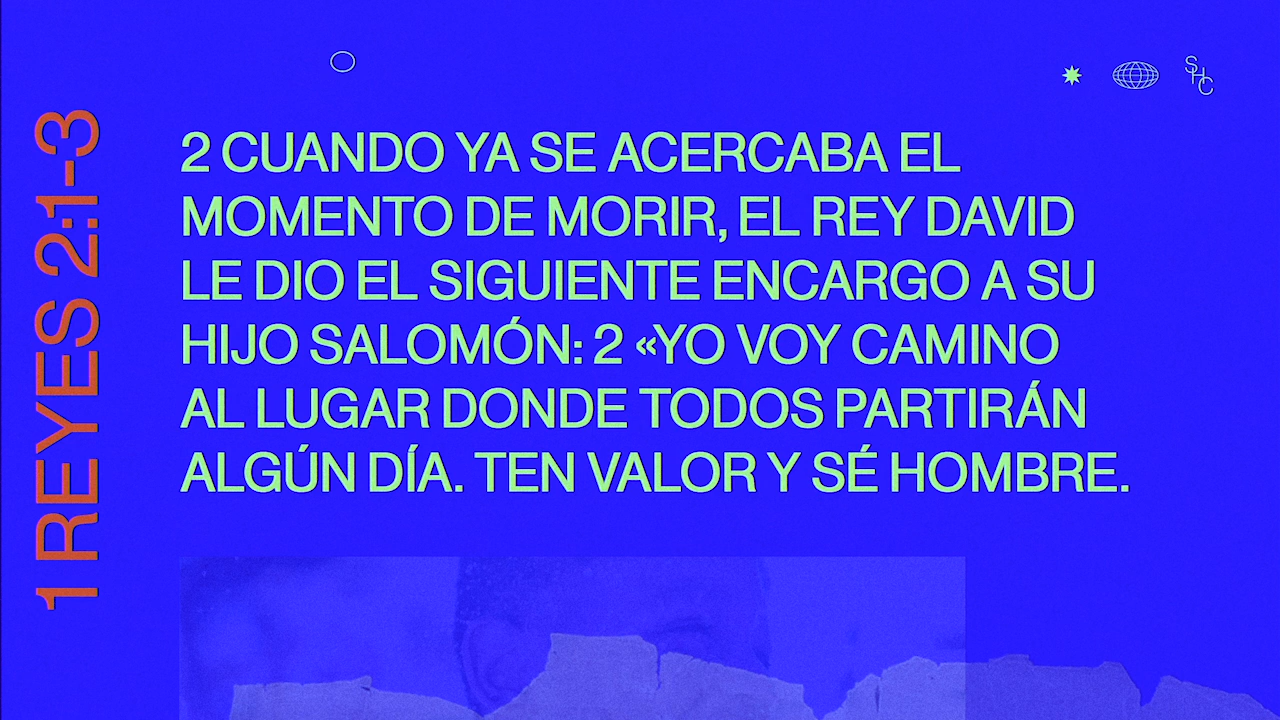 SHC
1 REYES 2:1-3
2 CUANDO YA SE ACERCABA EL
MOMENTO DE MORIR, EL REY DAVID
LE DIO EL SIGUIENTE ENCARGO A SU
HIJO SALOMÓN: 2 «YO VOY CAMINO
AL LUGAR DONDE TODOS PARTIRÁN
ALGÚN DÍA. TEN VALOR Y SÉ HOMBRE.